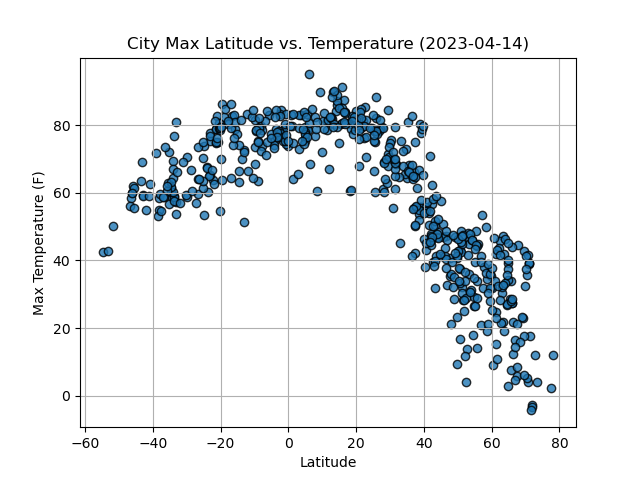 City Max Latitude vs. Temperature (2023-04-14)
Max Temperature (F)
80
60
40
20
0
−60 −40 −20 0 20 40 60 80
Latitude